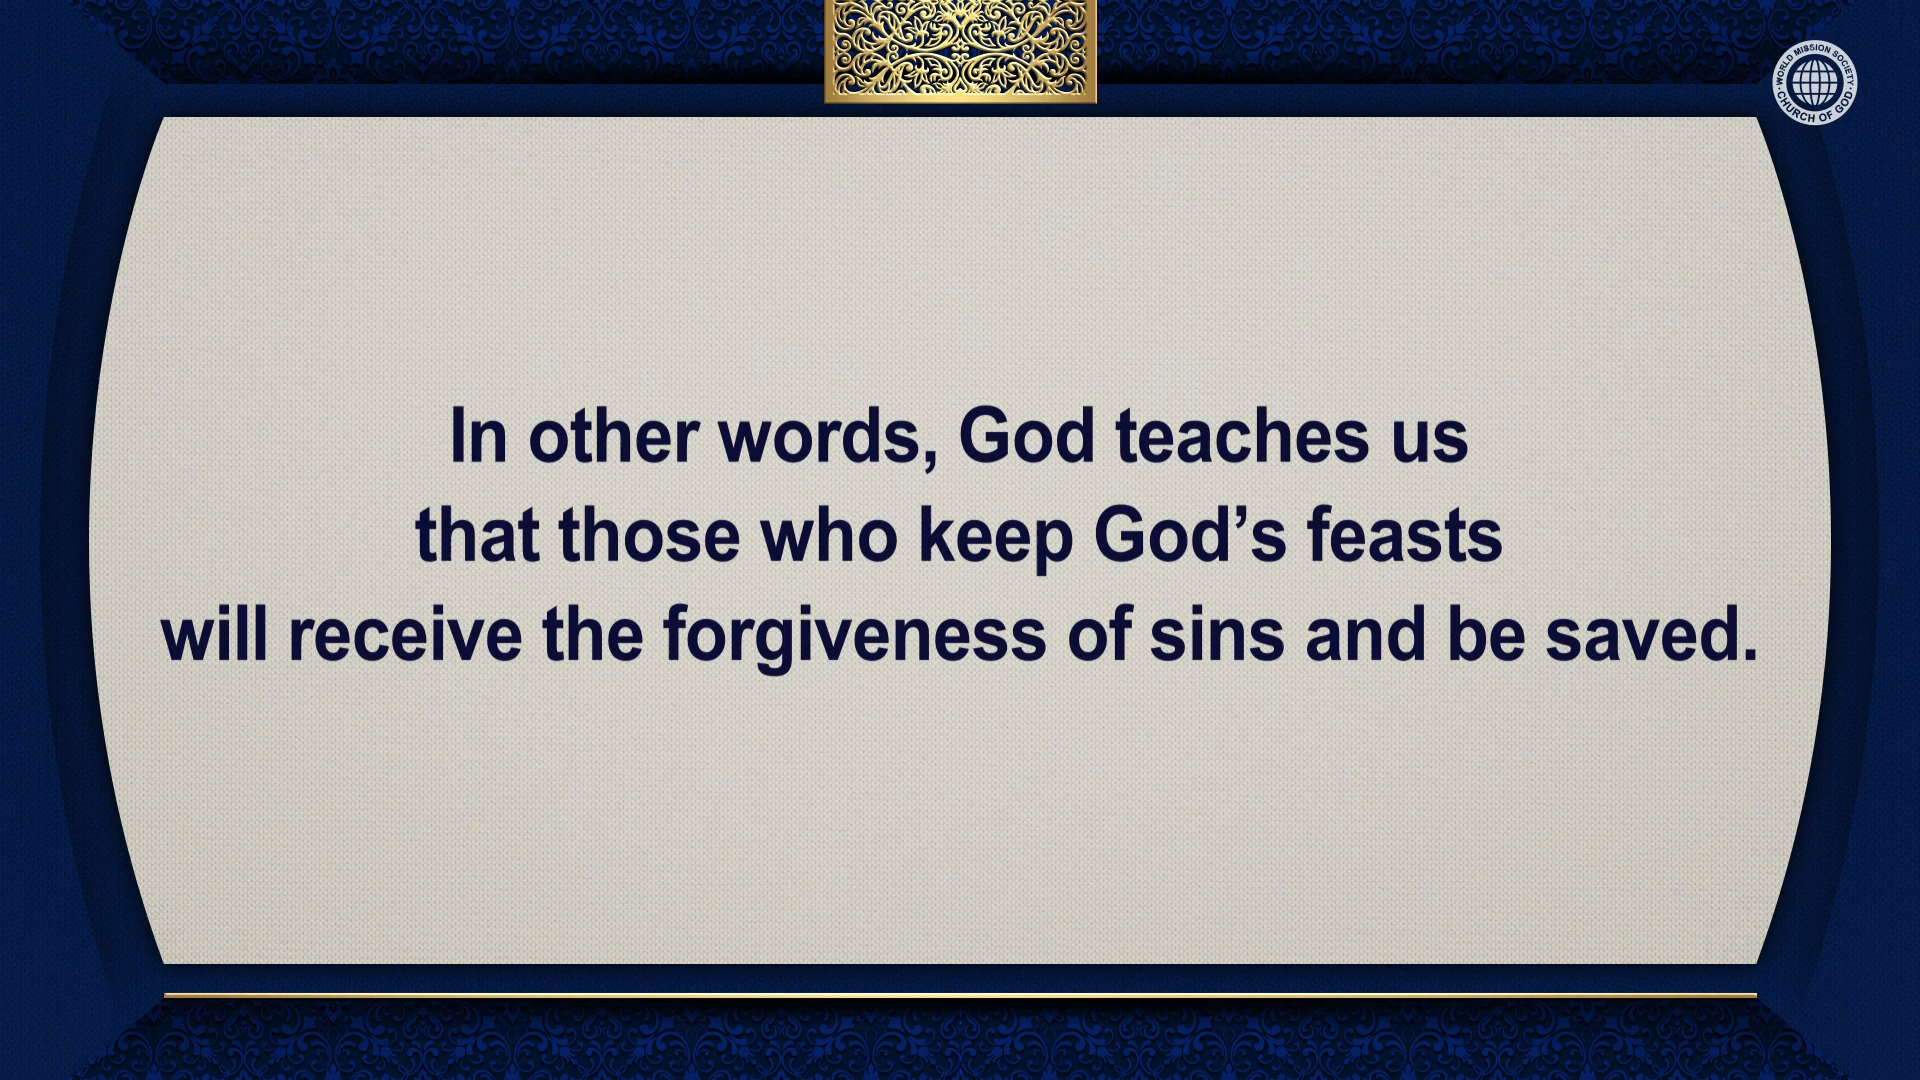 WORLD MISSION SOCIETY
CHURCH OF GOD
In other words, God teaches us
that those who keep God’s feasts
will receive the forgiveness of sins and be saved.